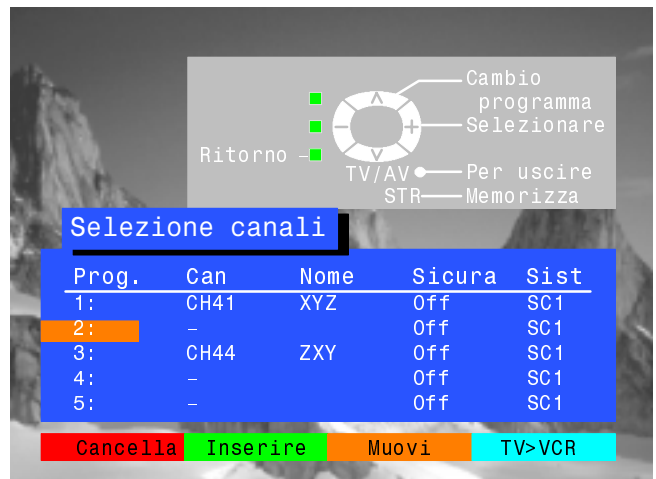 Cambio
programma
Selezionare
Ritorno –
TV/AV Per uscire
STR Memorizza
Selezione canali
Prog. Can Nome Sicura Sist
1: CH41 XYZ Off SC1
2: – Off SC1
3: CH44 ZXY Off SC1
4: – Off SC1
5: – Off SC1
Cancella Inserire Muovi TV>VCR